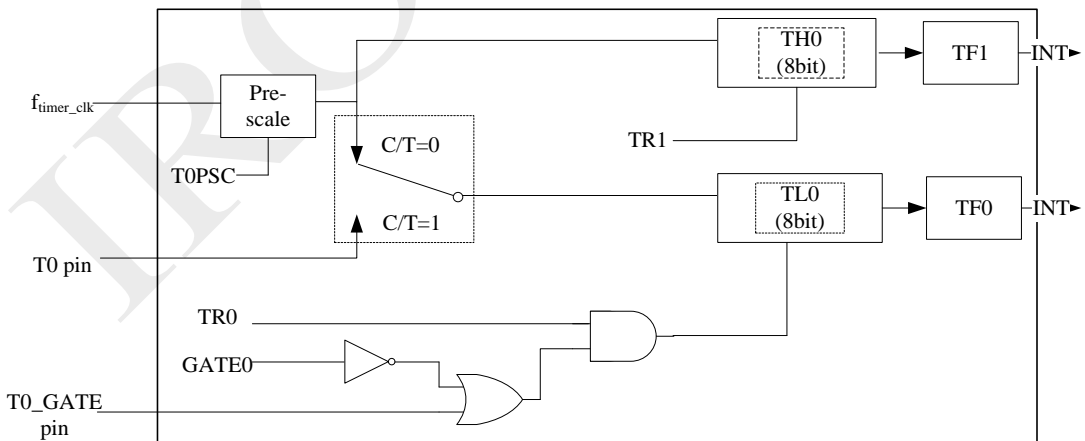 TH0
(8bit)
TF1
INT
Pre-
scale
f timer_clk
C/T=0
TR1
T0PSC
TL0
(8bit)
TF0
INT
C/T=1
T0 pin
TR0
GATE0
T0_GATE
pin